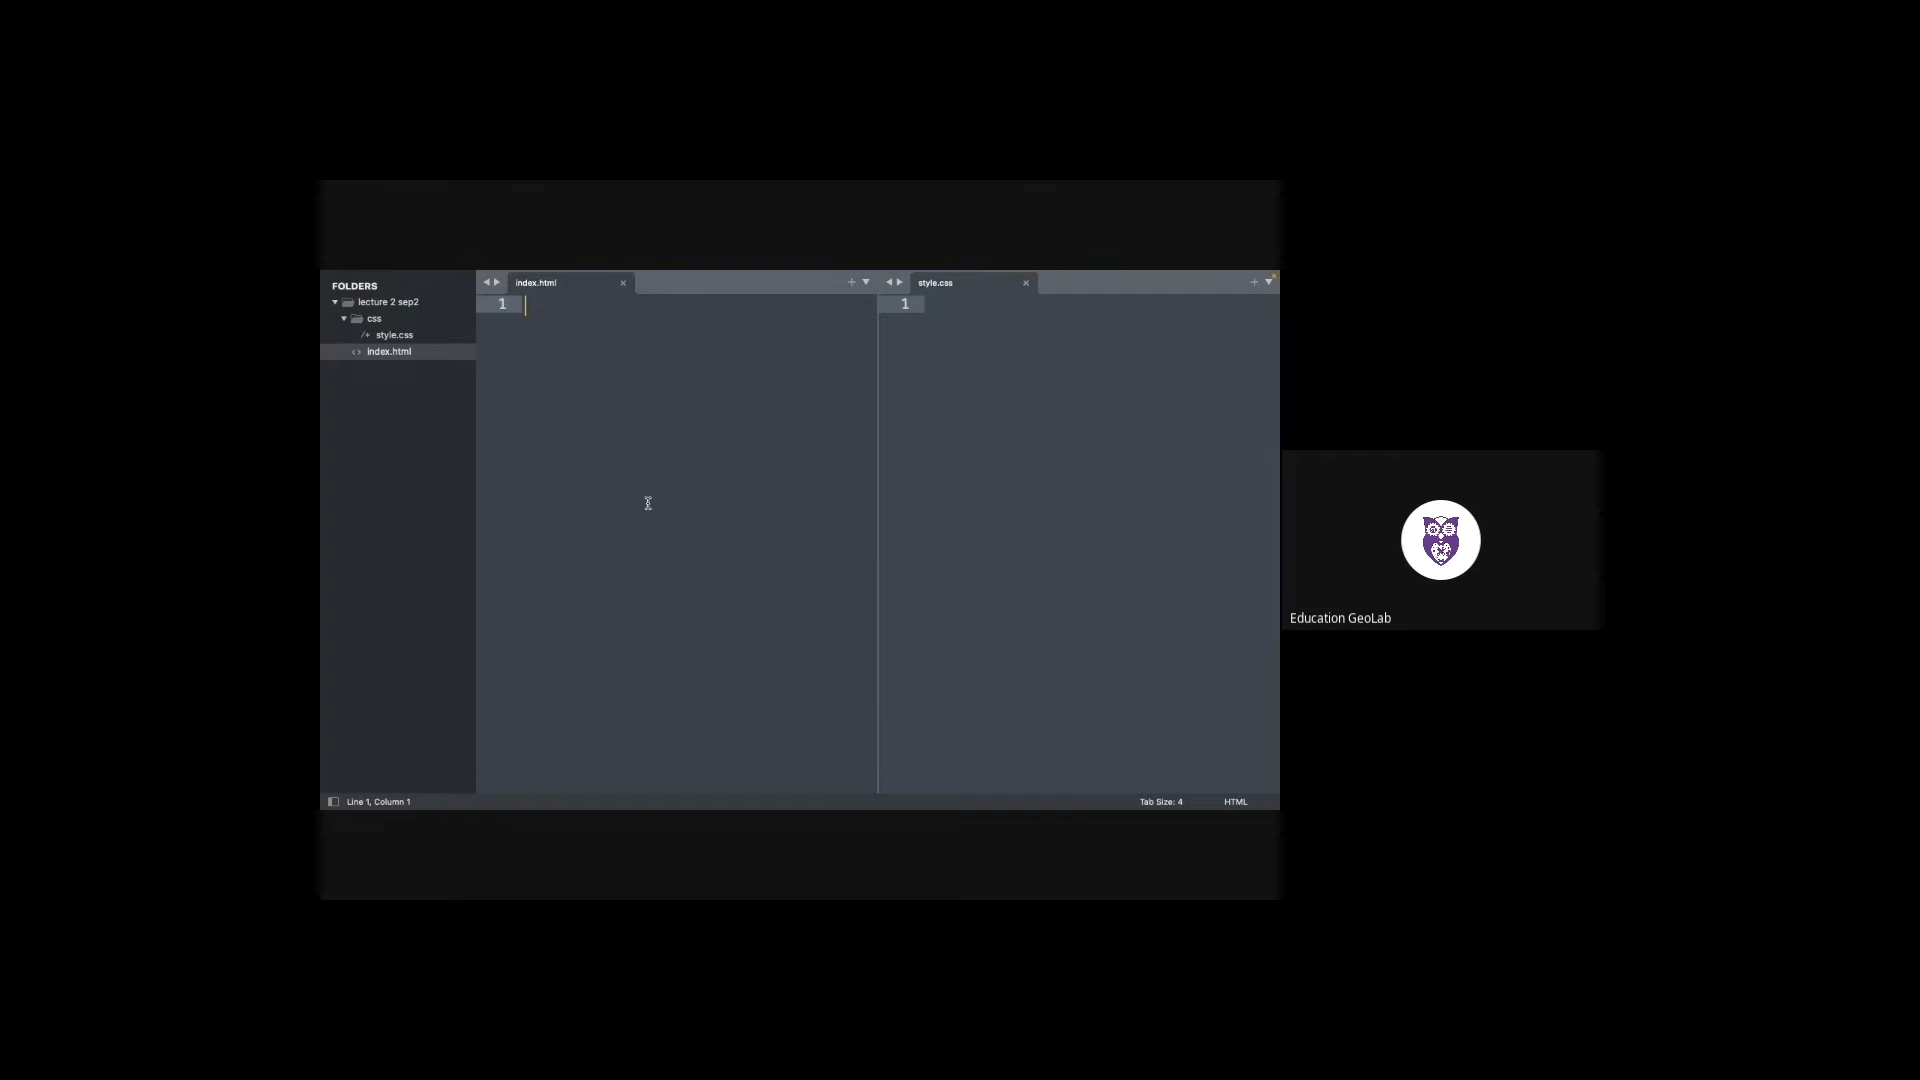 FOLDERS
lecture 2 sep2
css
/* style.css
<> index.html
index.html ×
1
style.css ×
1
Line 1, Column 1
Tab Size: 4
HTML
Education GeoLab